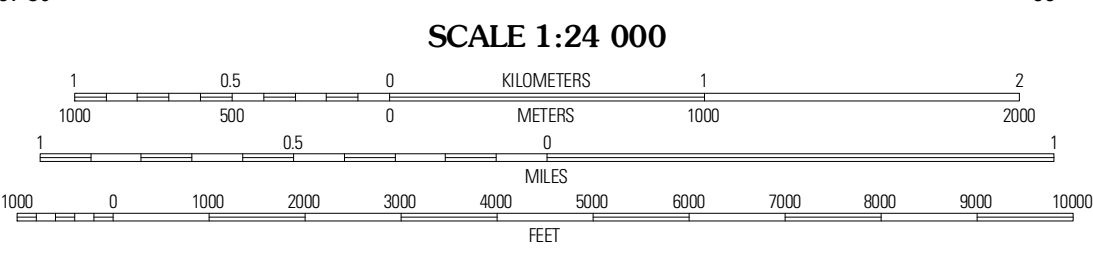 SCALE 1:24 000
1 0.5 0 KILOMETERS 1 2
1000 500 0 METERS 1000 2000
1 0.5 0 1
MILES
1000 0 1000 2000 3000 4000 5000 6000 7000 8000 9000 10000
FEET